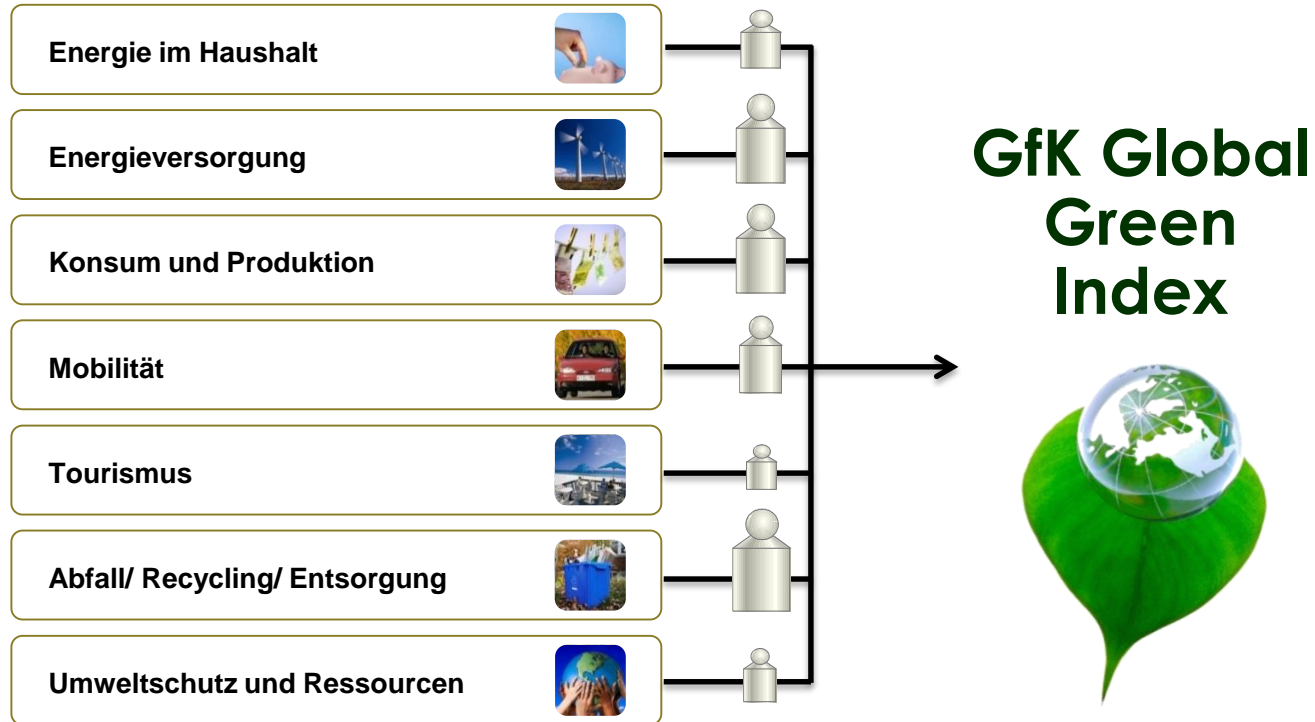 Energie im Haushalt
Energieversorgung
Konsum und Produktion
Mobilität
Tourismus
Abfall/ Recycling/ Entsorgung
Umweltschutz und Ressourcen
GfK Global
Green
Index